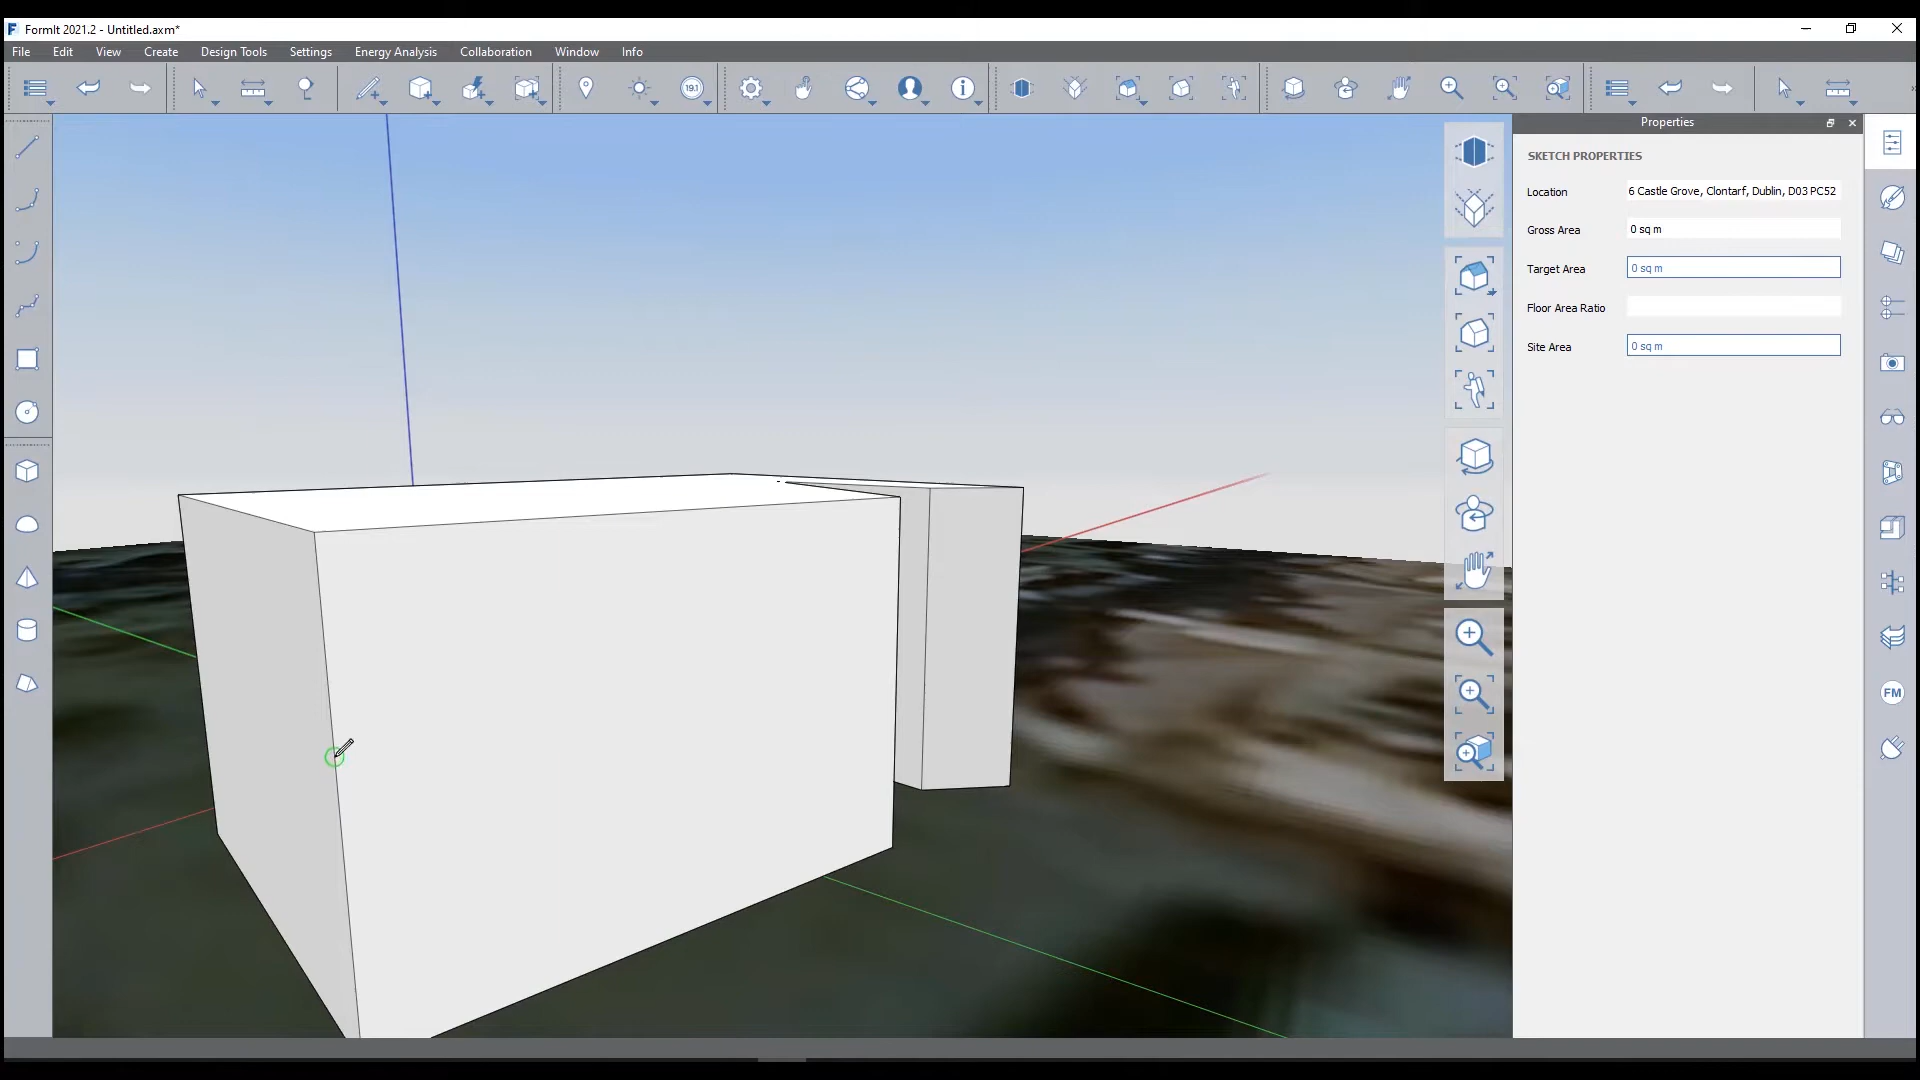 FormIt 2021.2 - Untitled.axm*
File Edit View Create Design Tools Settings Energy Analysis Collaboration Window Info
19.1
Properties
SKETCH PROPERTIES
Location 6 Castle Grove, Clontarf, Dublin, D03 PC52
Gross Area 0 sq m
Target Area 0 sq m
Floor Area Ratio
Site Area 0 sq m
FM